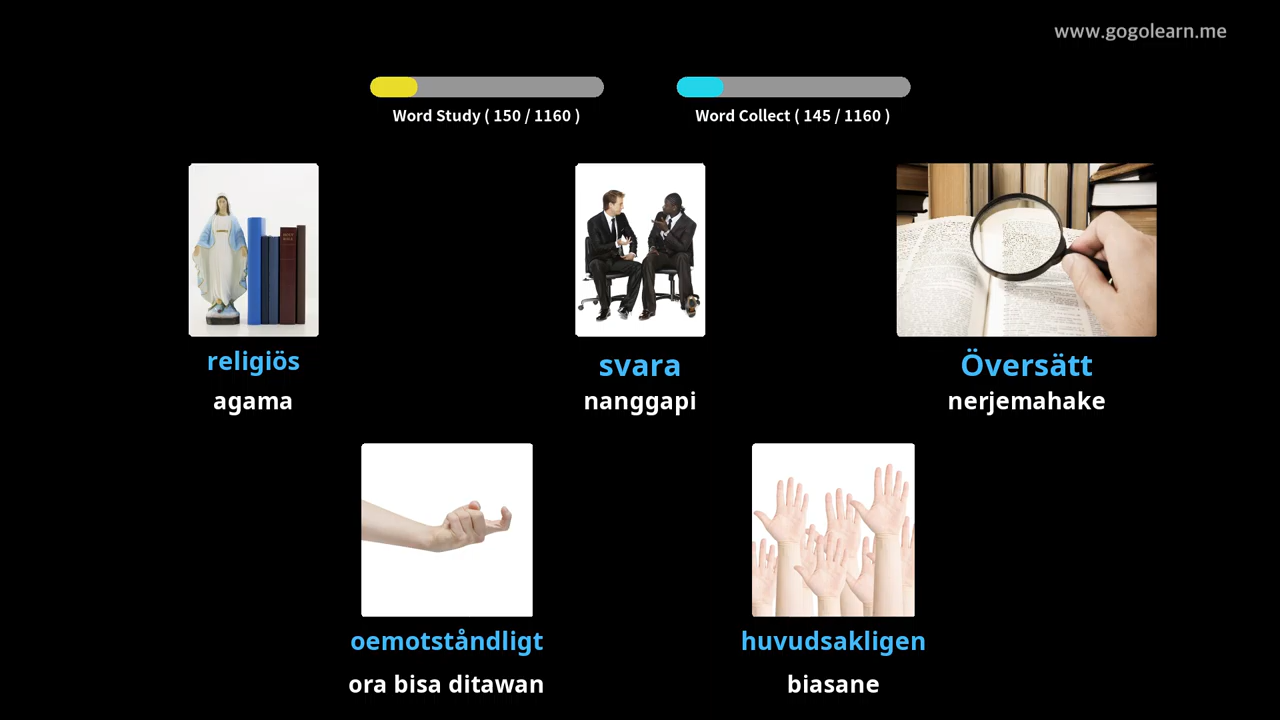 www.gogolearn.me
Word Study ( 150 / 1160 )
Word Collect ( 145 / 1160 )
religiös
svara
Översätt
agama
nanggapi
nerjemahake
oemotståndligt
huvudsakligen
ora bisa ditawan
biasane